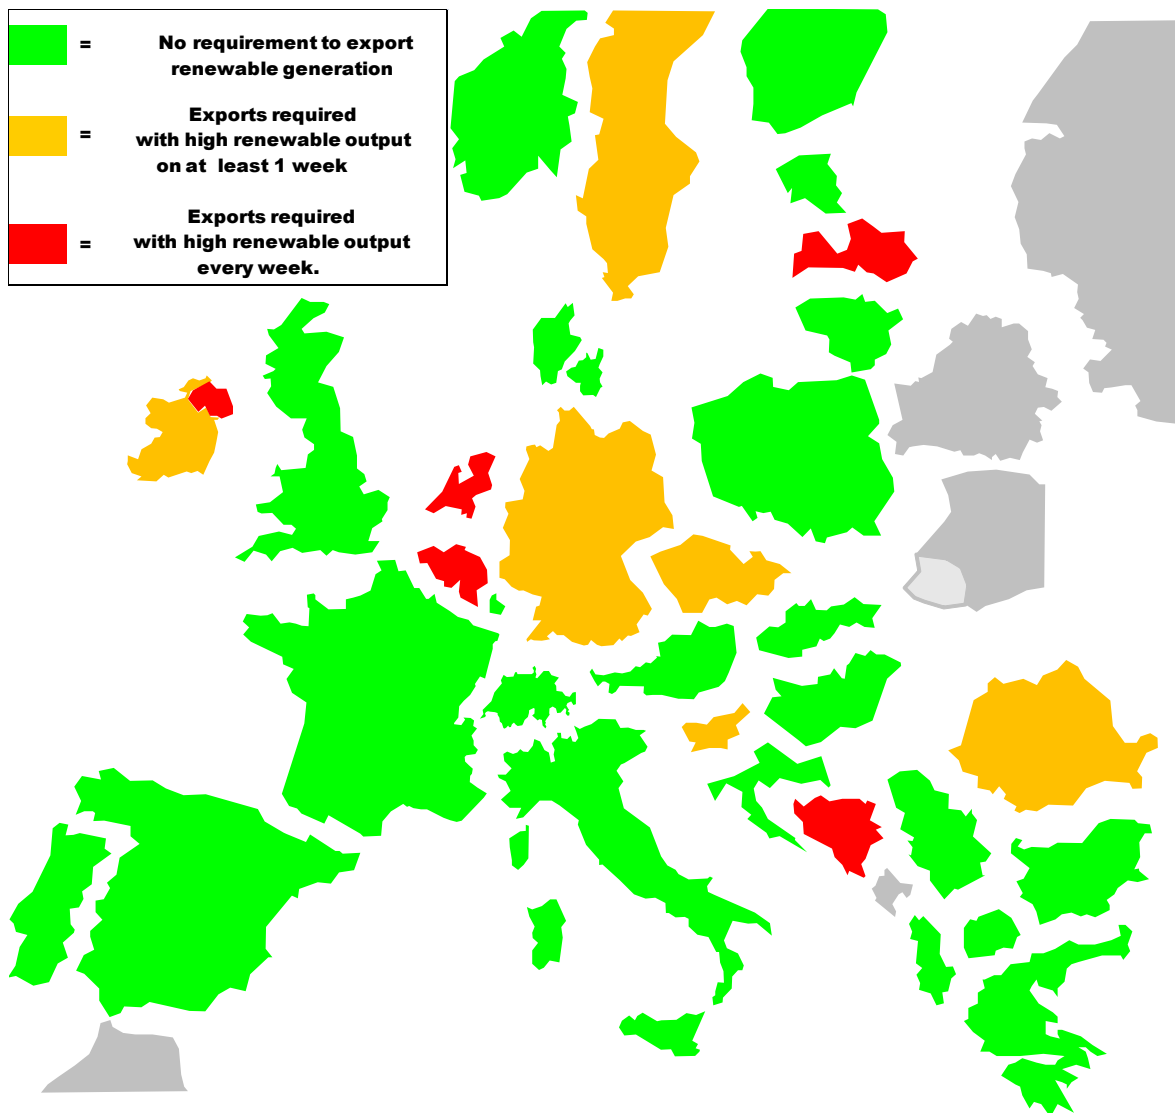 = No requirement to export
renewable generation
= Exports required
with high renewable output
on at least 1 week
= Exports required
with high renewable output
every week.